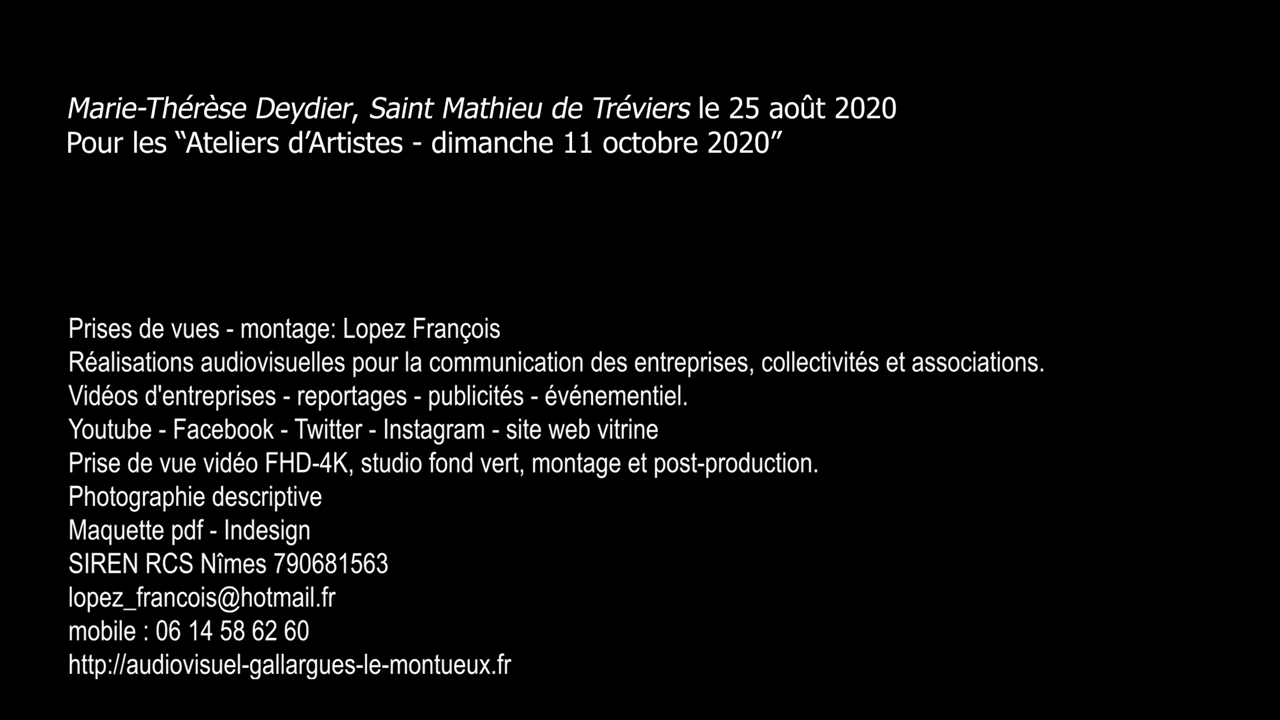 Marie-Thérèse Deydier, Saint Mathieu de Tréviers le 25 août 2020
Pour les “Ateliers d’Artistes - dimanche 11 octobre 2020”
Prises de vues - montage: Lopez François
Réalisations audiovisuelles pour la communication des entreprises, collectivités et associations.
Vidéos d'entreprises - reportages - publicités - événementiel.
Youtube - Facebook - Twitter - Instagram - site web vitrine
Prise de vue vidéo FHD-4K, studio fond vert, montage et post-production.
Photographie descriptive
Maquette pdf - Indesign
SIREN RCS Nîmes 790681563
lopez_francois@hotmail.fr
mobile : 06 14 58 62 60
http://audiovisuel-gallargues-le-montueux.fr